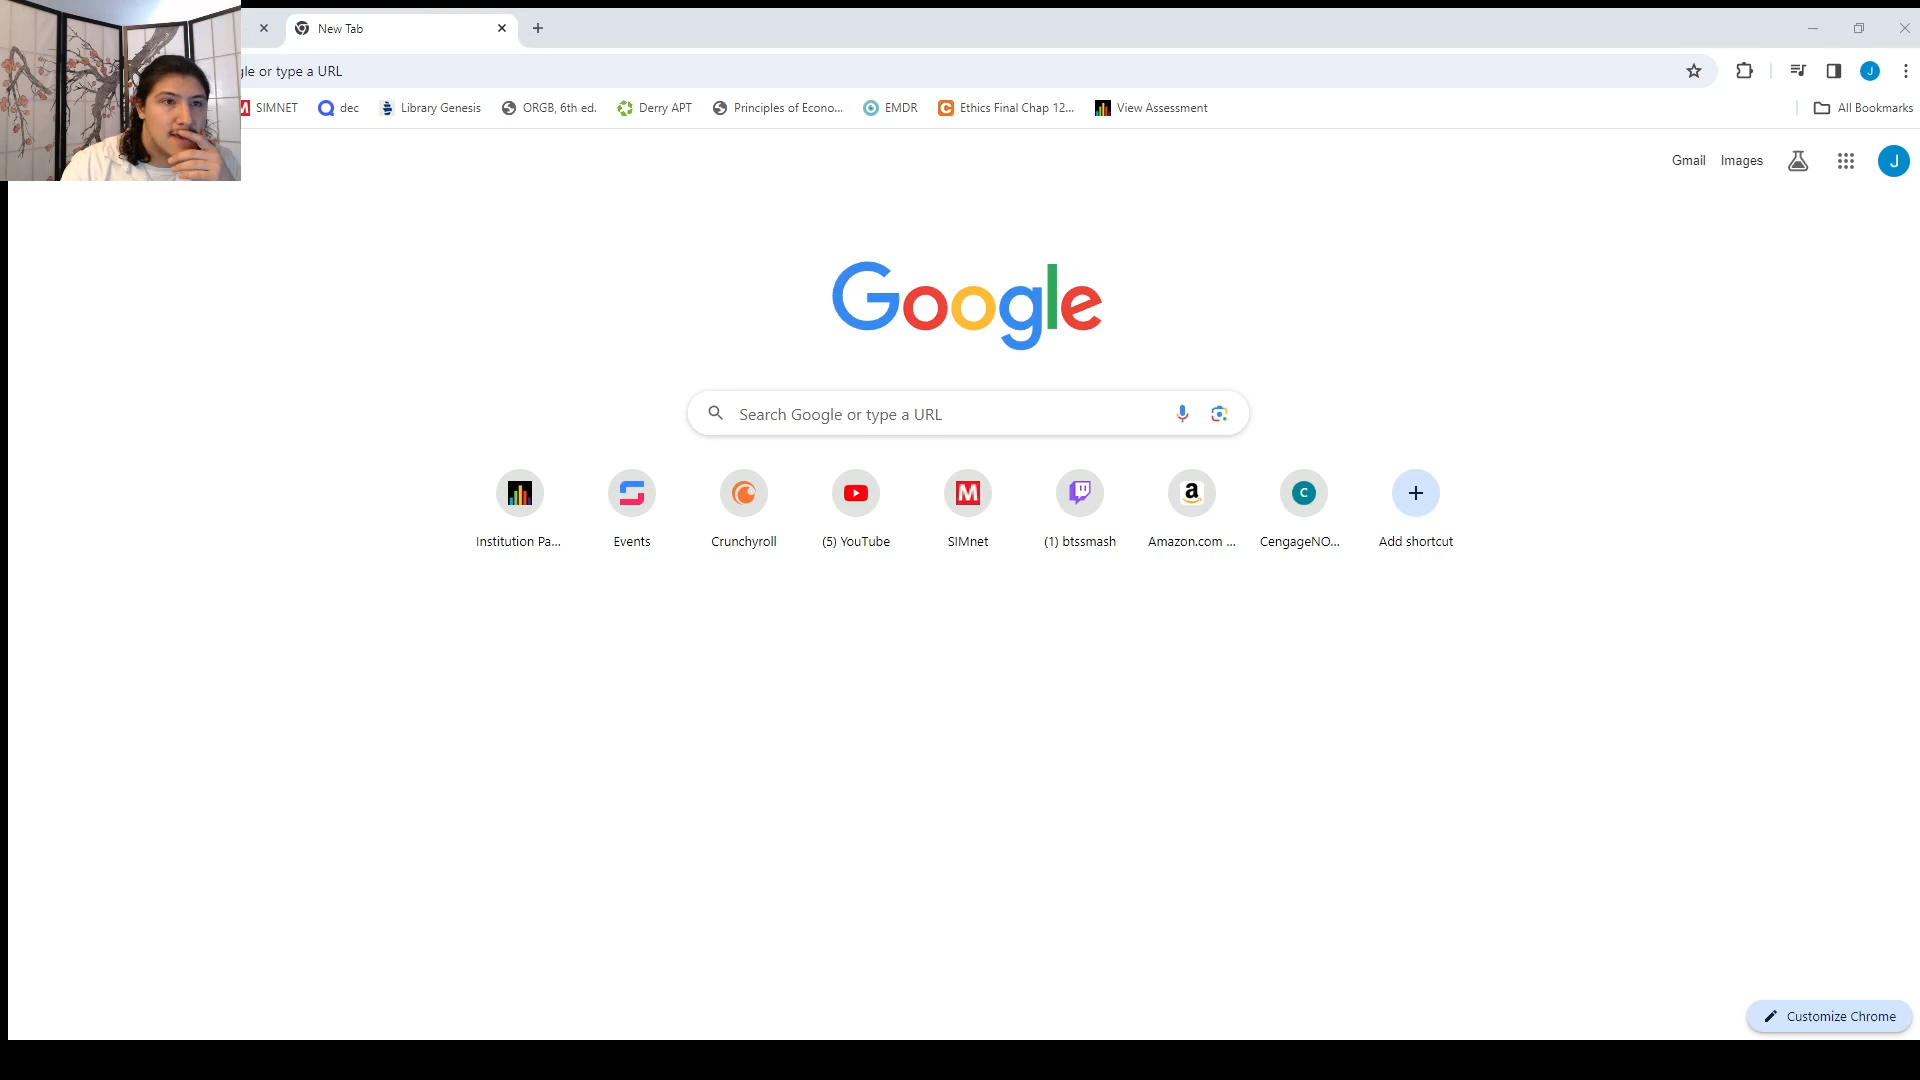 New Tab
gle or type a URL
SIMNET dec Library Genesis ORGB, 6th ed. Derry APT Principles of Econo... EMDR Ethics Final Chap 12... View Assessment All Bookmarks
Gmail Images J
Google
Search Google or type a URL
Institution Pa... Events Crunchyroll (5) YouTube SIMnet (1) btssmash Amazon.com ... CengageNO... Add shortcut
Customize Chrome